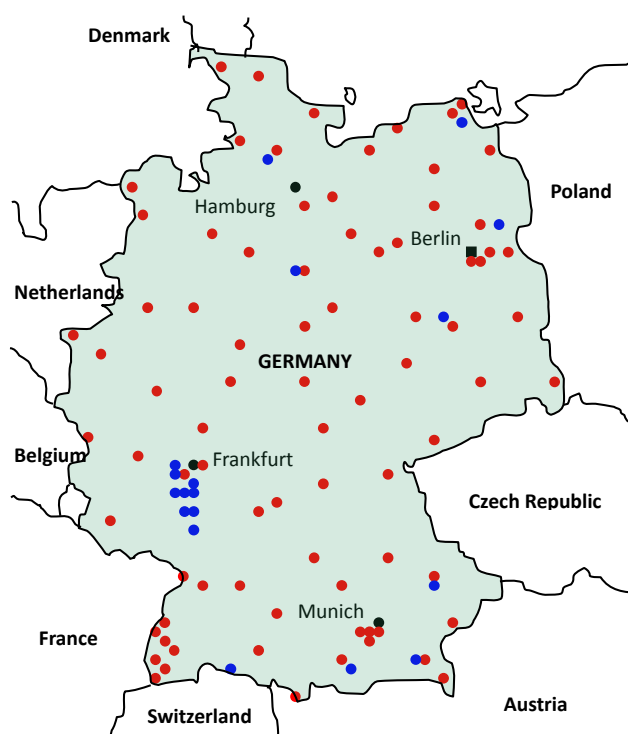 Denmark
Poland
Hamburg
Berlin
Netherlands
GERMANY
Belgium
Frankfurt
Czech Republic
Munich
France
Austria
Switzerland